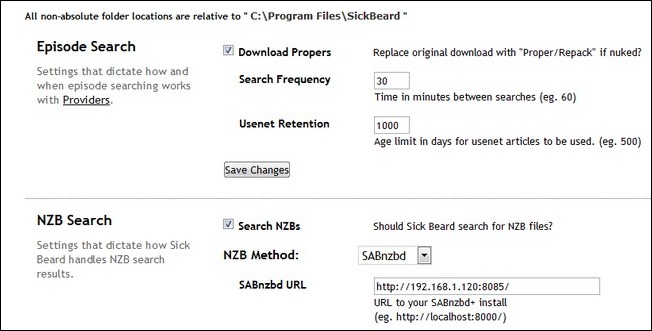 All non-absolute folder locations are relative to " C:\Program Files\SickBeard "
Episode Search
Settings that dictate how and
when episode searching works
with Providers.
Download Propers
Replace original download with "Proper/Repack" if nuked?
Search Frequency
30
Time in minutes between searches (eg. 60)
Usenet Retention
1000
Age limit in days for usenet articles to be used. (eg. 500)
Save Changes
NZB Search
Settings that dictate how Sick
Beard handles NZB search
results.
Search NZBs
Should Sick Beard search for NZB files?
NZB Method:
SABnzbd
SABnzbd URL
http://192.168.1.120:8085/
URL to your SABnzbd+ install
(eg. http://localhost:8000/)